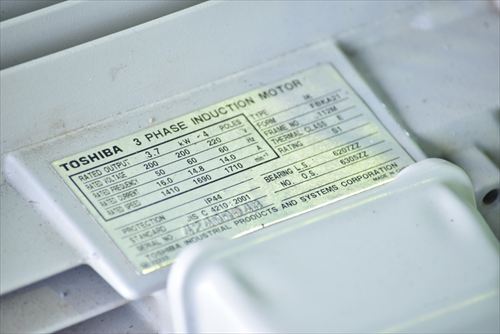 TOSHIBA 3 PHASE INDUCTION MOTOR
RATED OUTPUT 3.7 kW - 4 POLES
RATED VOLTAGE 200 200 220 V
RATED FREQUENCY 50 60 60 Hz
RATED CURRENT 16.0 14.8 14.0 A
RATED SPEED 1410 1690 1710 min-1
TYPE IK
FORM FBKA21
FRAME NO. 112M
THERMAL CLASS E
RATING S1
PROTECTION IP44
STANDARD JIS C 4210-2001
SERIAL NO
BEARING NO L.S. 6207ZZ
O.S. 6305ZZ
TOSHIBA INDUSTRIAL PRODUCTS AND SYSTEMS CORPORATION
MADE IN